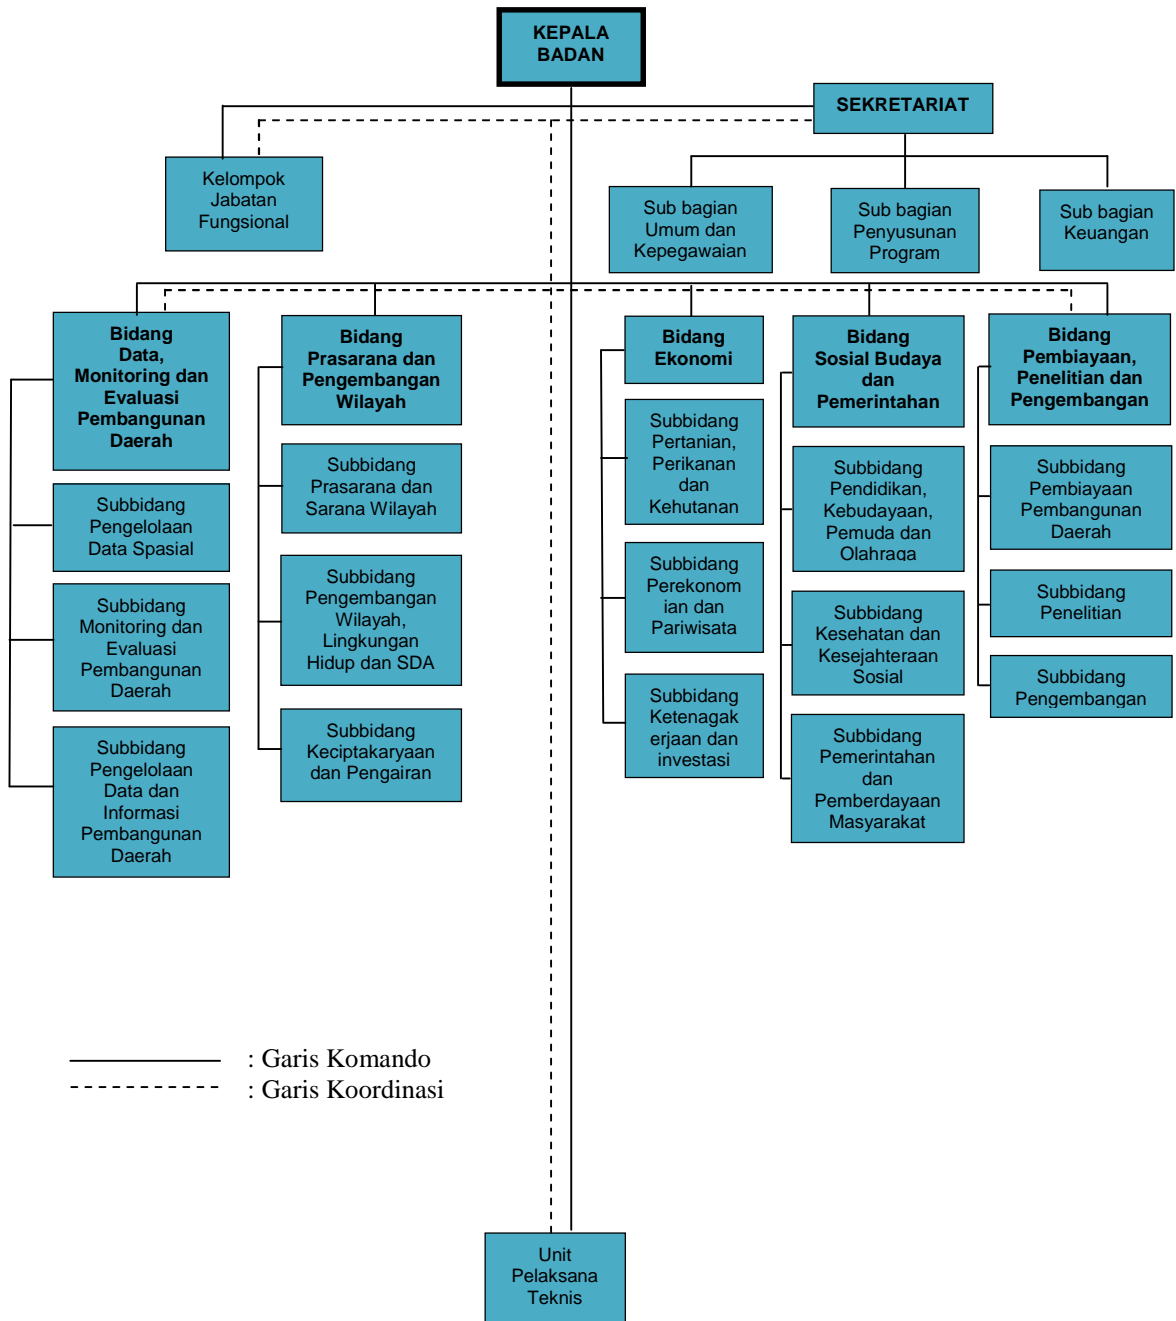 KEPALA
BADAN
SEKRETARIAT
Kelompok
Jabatan
Fungsional
Sub bagian
Umum dan
Kepegawaian
Sub bagian
Penyusunan
Program
Sub bagian
Keuangan
Bidang
Data,
Monitoring dan
Evaluasi
Pembangunan
Daerah
Subbidang
Pengelolaan
Data Spasial
Subbidang
Monitoring dan
Evaluasi
Pembangunan
Daerah
Subbidang
Pengelolaan
Data dan
Informasi
Pembangunan
Daerah
Bidang
Prasarana dan
Pengembangan
Wilayah
Subbidang
Prasarana dan
Sarana Wilayah
Subbidang
Pengembangan
Wilayah,
Lingkungan
Hidup dan SDA
Subbidang
Keciptakaryaan
dan Pengairan
Bidang
Ekonomi
Subbidang
Pertanian,
Perikanan
dan
Kehutanan
Subbidang
Perekonom
ian dan
Pariwisata
Subbidang
Ketenagak
erjaan dan
investasi
Bidang
Sosial Budaya
dan
Pemerintahan
Subbidang
Pendidikan,
Kebudayaan,
Pemuda dan
Olahraga
Subbidang
Kesehatan dan
Kesejahteraan
Sosial
Subbidang
Pemerintahan
dan
Pemberdayaan
Masyarakat
Bidang
Pembiayaan,
Penelitian dan
Pengembangan
Subbidang
Pembiayaan
Pembangunan
Daerah
Subbidang
Penelitian
Subbidang
Pengembangan
: Garis Komando
: Garis Koordinasi
Unit
Pelaksana
Teknis